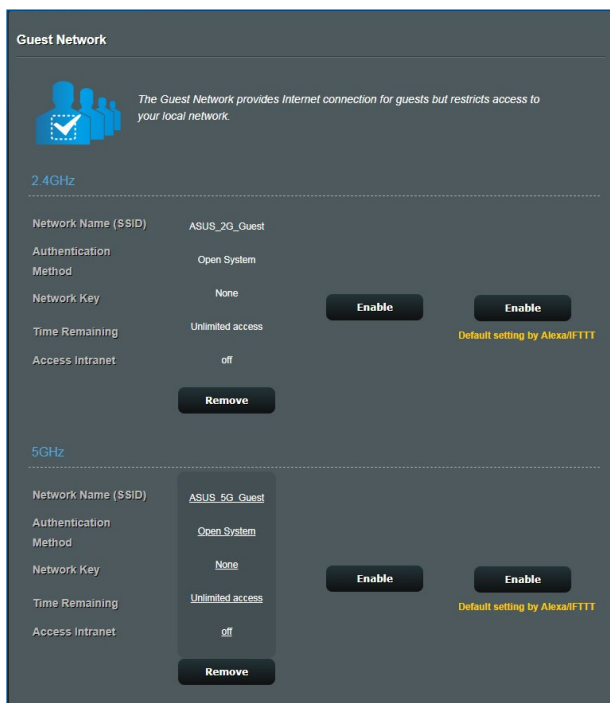 Guest Network
The Guest Network provides Internet connection for guests but restricts access to
your local network.
2.4GHz
Network Name (SSID) ASUS_2G_Guest
Authentication
Method
Open System
Network Key None
Enable Enable
Time Remaining Unlimited access
Default setting by Alexa/IFTTT
Access Intranet off
Remove
5GHz
Network Name (SSID) ASUS_5G_Guest
Authentication
Method
Open System
Network Key None
Enable Enable
Time Remaining Unlimited access
Default setting by Alexa/IFTTT
Access Intranet off
Remove